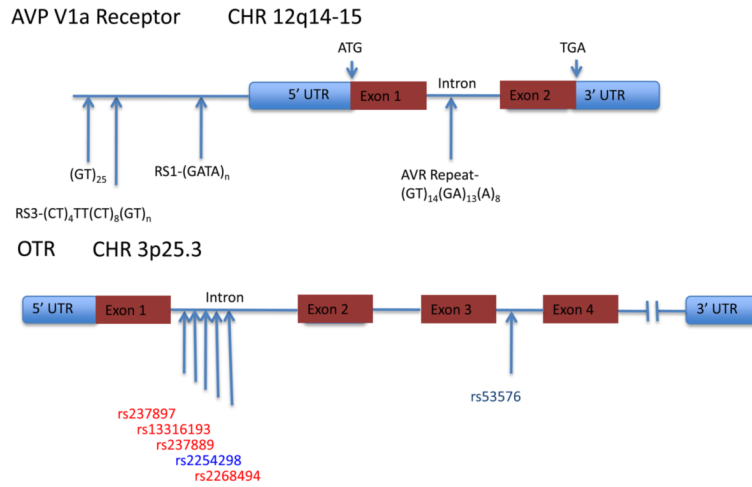 AVP V1a Receptor CHR 12q14-15
ATG TGA
5' UTR Exon 1 Intron Exon 2 3' UTR
(GT)25
RS1-(GATA)n
AVR Repeat-
(GT)14(GA)13(A)8
RS3-(CT)4TT(CT)8(GT)n
OTR CHR 3p25.3
5' UTR Exon 1 Intron Exon 2 Exon 3 Exon 4 3' UTR
rs53576
rs237897
rs13316193
rs237889
rs2254298
rs2268494